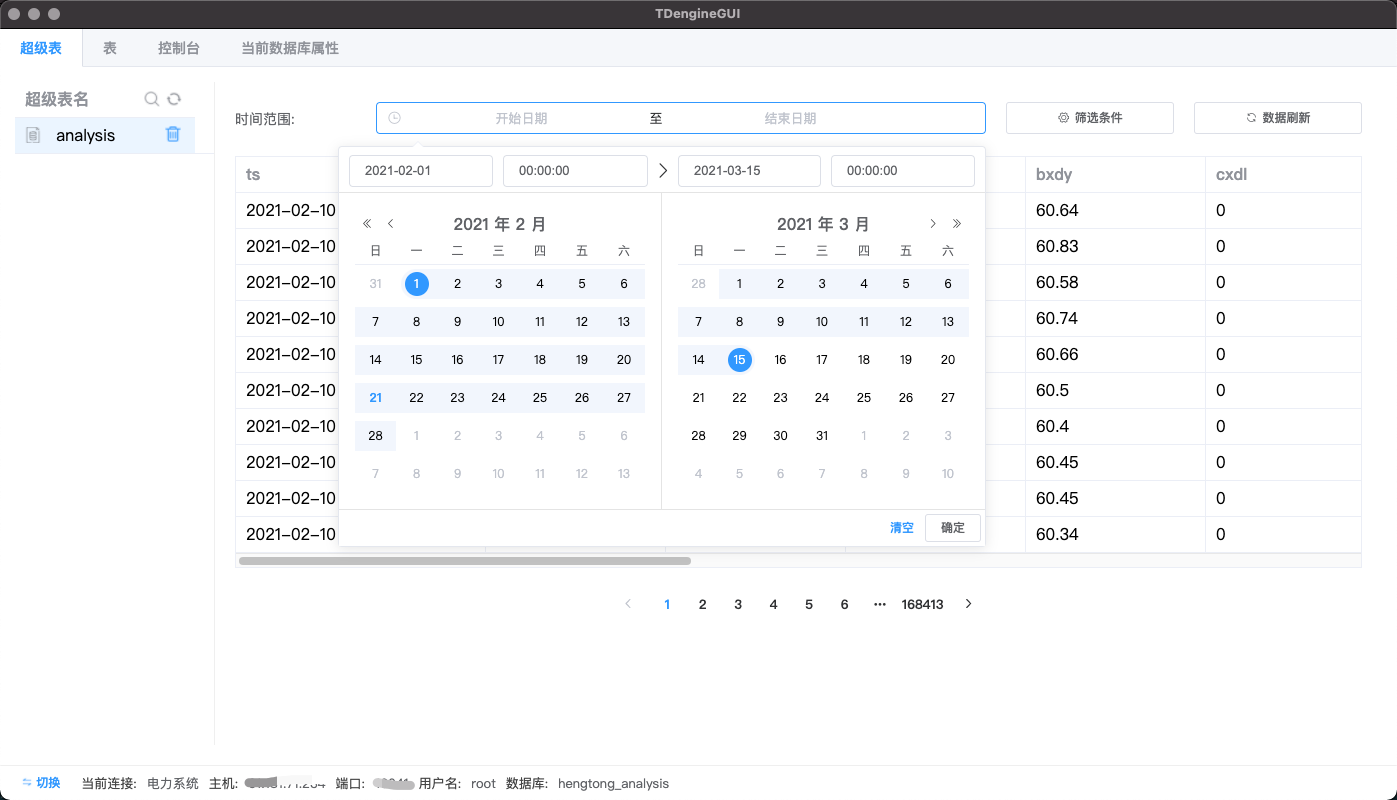 TDengineGUI
超级表 表 控制台 当前数据库属性
超级表名
analysis
时间范围: 开始日期 至 结束日期 筛选条件 数据刷新
2021-02-01 00:00:00 2021-03-15 00:00:00
ts bxdy cxdl
2021 年 2 月
日 一 二 三 四 五 六
31 1 2 3 4 5 6
7 8 9 10 11 12 13
14 15 16 17 18 19 20
21 22 23 24 25 26 27
28 1 2 3 4 5 6
7 8 9 10 11 12 13
2021 年 3 月
日 一 二 三 四 五 六
28 1 2 3 4 5 6
7 8 9 10 11 12 13
14 15 16 17 18 19 20
21 22 23 24 25 26 27
28 29 30 31 1 2 3
4 5 6 7 8 9 10
清空 确定
2021-02-10 60.64 0
2021-02-10 60.83 0
2021-02-10 60.58 0
2021-02-10 60.74 0
2021-02-10 60.66 0
2021-02-10 60.5 0
2021-02-10 60.4 0
2021-02-10 60.45 0
2021-02-10 60.45 0
2021-02-10 60.34 0
1 2 3 4 5 6 ••• 168413
切换 当前连接: 电力系统 主机: 端口: 用户名: root 数据库: hengtong_analysis